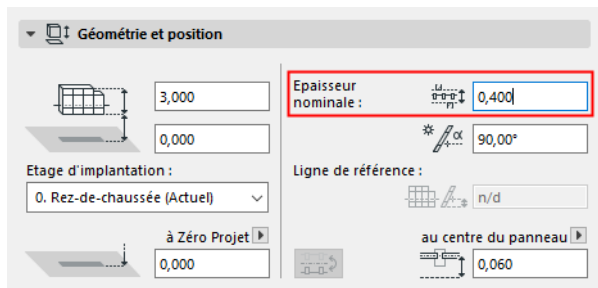 Géométrie et position
3,000
Epaisseur
nominale :
0,400
0,000
α
90,00°
Etage d'implantation :
Ligne de référence :
0. Rez-de-chaussée (Actuel)
n/d
à Zéro Projet
au centre du panneau
0,000
0,060